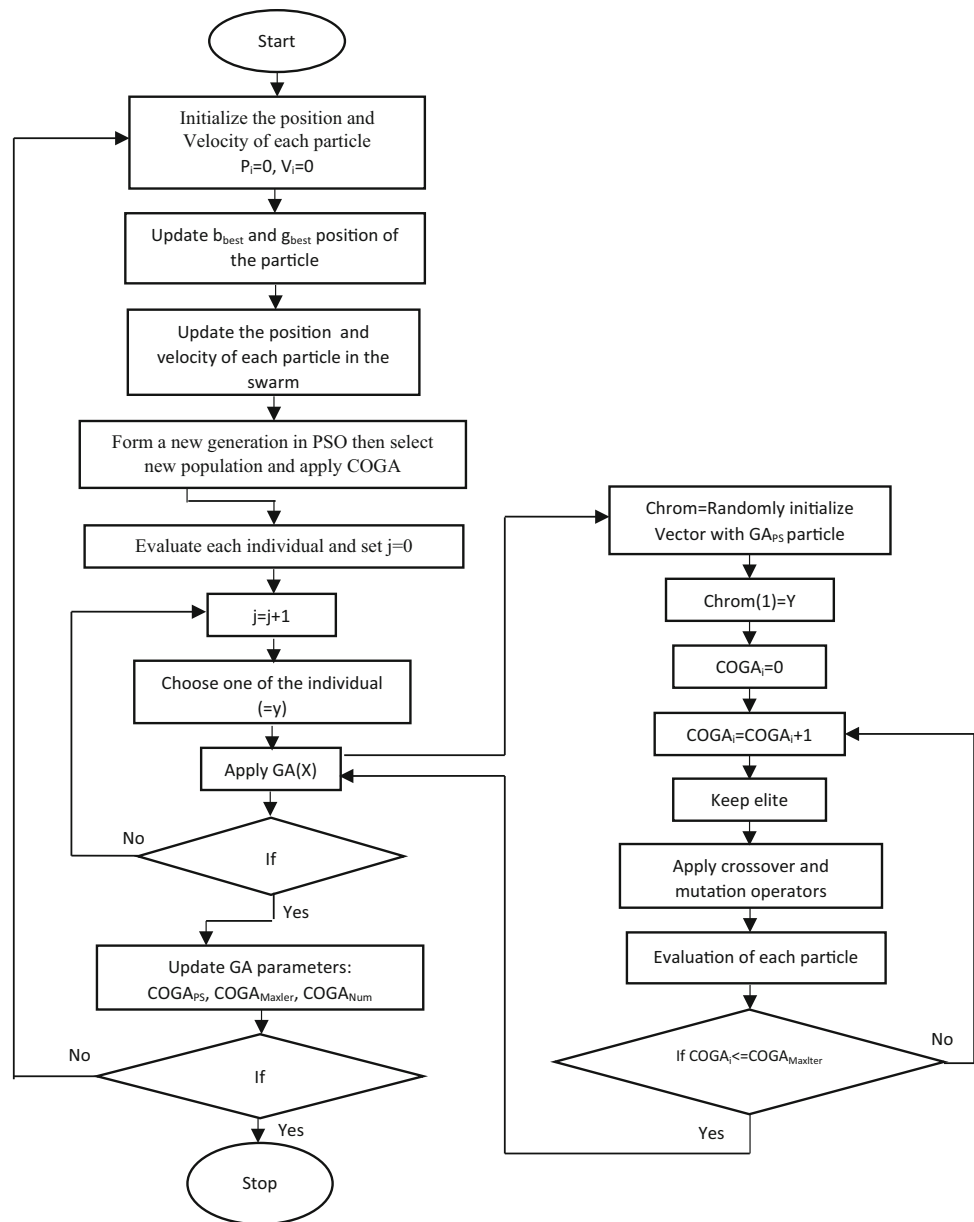 Start
Initialize the position and
Velocity of each particle
Pi=0, Vi=0
Update bbest and gbest position of
the particle
Update the position and
velocity of each particle in the
swarm
Form a new generation in PSO then select
new population and apply COGA
Evaluate each individual and set j=0
j=j+1
Choose one of the individual
(=y)
Apply GA(X)
No
If
Yes
Update GA parameters:
COGAPS, COGAMaxler, COGANum
No
If
Yes
Stop
Chrom=Randomly initialize
Vector with GAPS particle
Chrom(1)=Y
COGAi=0
COGAi=COGAi+1
Keep elite
Apply crossover and
mutation operators
Evaluation of each particle
No
If COGAi<=COGAMaxIter
Yes